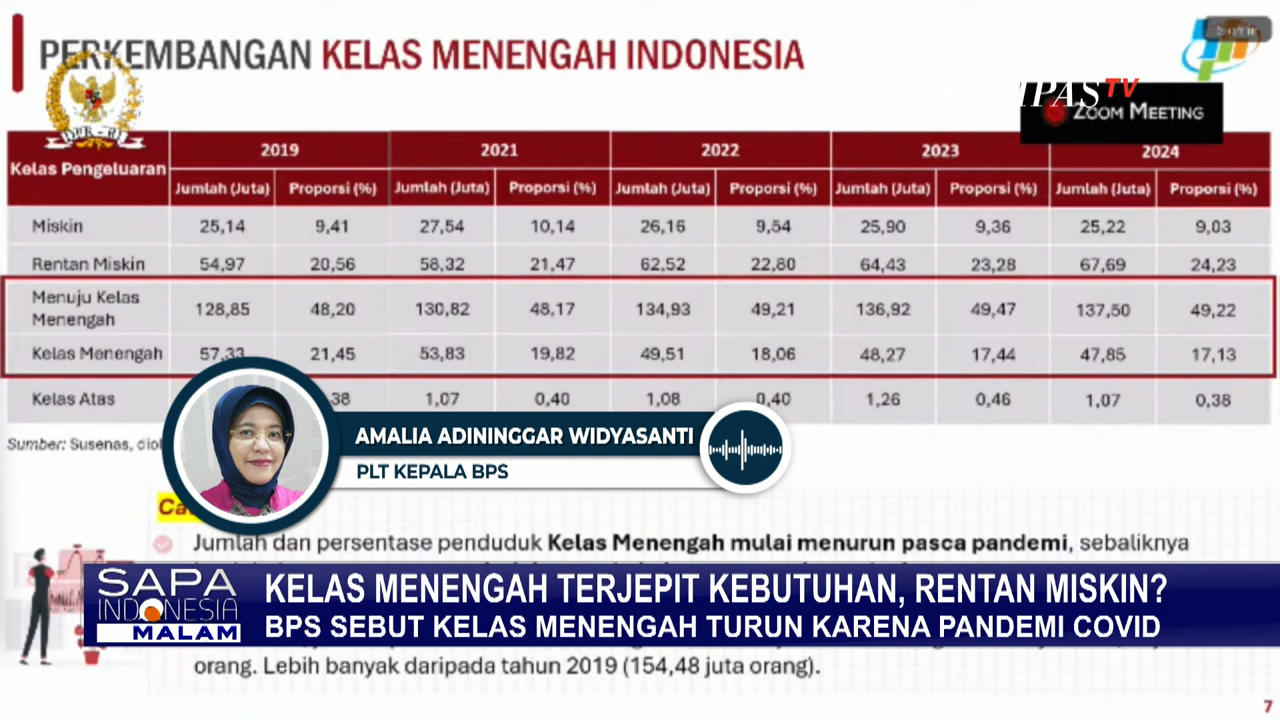 PERKEMBANGAN KELAS MENENGAH INDONESIA
KOMPAS TV
ZOOM MEETING
DPR - RI
Kelas Pengeluaran 2019 2021 2022 2023 2024
Jumlah (Juta) Proporsi (%) Jumlah (Juta) Proporsi (%) Jumlah (Juta) Proporsi (%) Jumlah (Juta) Proporsi (%) Jumlah (Juta) Proporsi (%)
Miskin 25,14 9,41 27,54 10,14 26,16 9,54 25,90 9,36 25,22 9,03
Rentan Miskin 54,97 20,56 58,32 21,47 62,52 22,80 64,43 23,28 67,69 24,23
Menuju Kelas
Menengah 128,85 48,20 130,82 48,17 134,93 49,21 136,92 49,47 137,50 49,22
Kelas Menengah 57,33 21,45 53,83 19,82 49,51 18,06 48,27 17,44 47,85 17,13
Kelas Atas 38 1,07 0,40 1,08 0,40 1,26 0,46 1,07 0,38
Sumber: Susenas,
AMALIA ADININGGAR WIDYASANTI
PLT KEPALA BPS
Jumlah dan persentase penduduk Kelas Menengah mulai menurun pasca pandemi, sebaliknya
SAPA
INDONESIA
MALAM
KELAS MENENGAH TERJEPIT KEBUTUHAN, RENTAN MISKIN?
BPS SEBUT KELAS MENENGAH TURUN KARENA PANDEMI COVID
orang. Lebih banyak daripada tahun 2019 (154,48 juta orang).
7